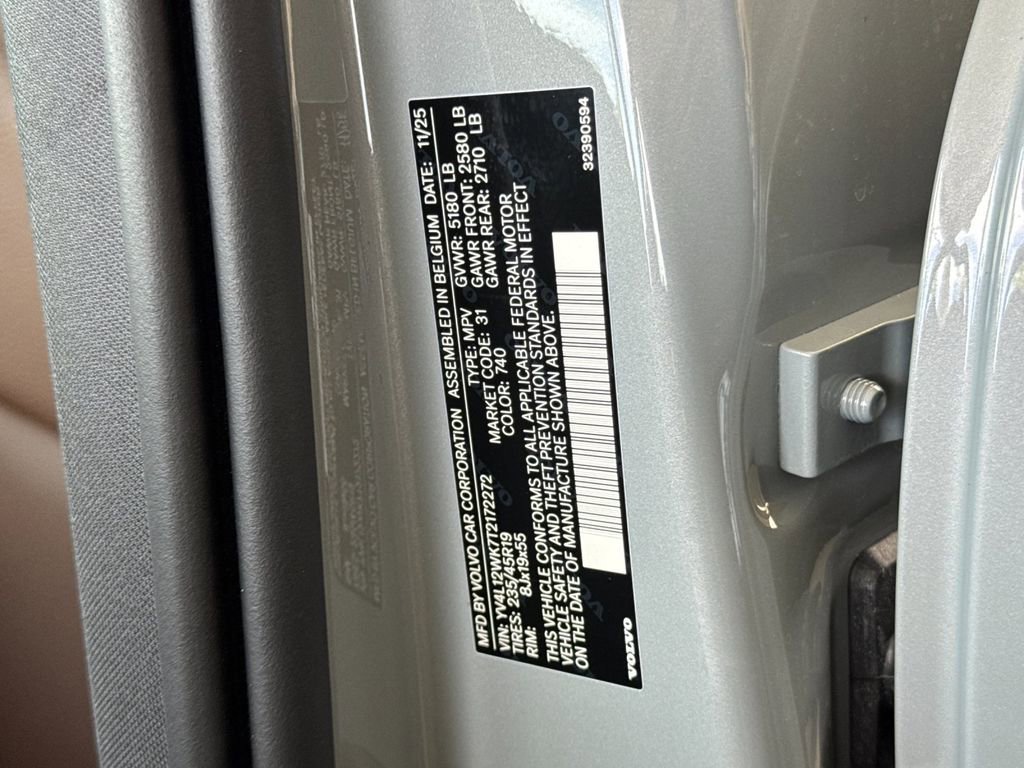 MFD BY VOLVO CAR CORPORATION ASSEMBLED IN BELGIUM DATE: 11/25
VIN: YV4L12WK7T2172272 TYPE: MPV GVWR: 5180 LB
TIRES: 235/45R19 MARKET CODE: 31 GAWR FRONT: 2580 LB
RIM: 8Jx19x55 COLOR: 740 GAWR REAR: 2710 LB
THIS VEHICLE CONFORMS TO ALL APPLICABLE FEDERAL MOTOR
VEHICLE SAFETY AND THEFT PREVENTION STANDARDS IN EFFECT
ON THE DATE OF MANUFACTURE SHOWN ABOVE.
VOLVO 32390594